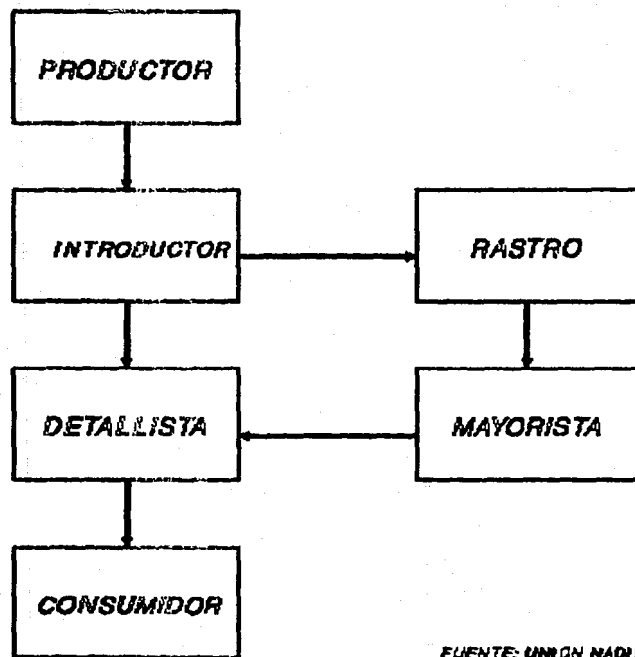 PRODUCTOR
INTRODUCTOR
RASTRO
DETALLISTA
MAYORISTA
CONSUMIDOR
FUENTE: UNION